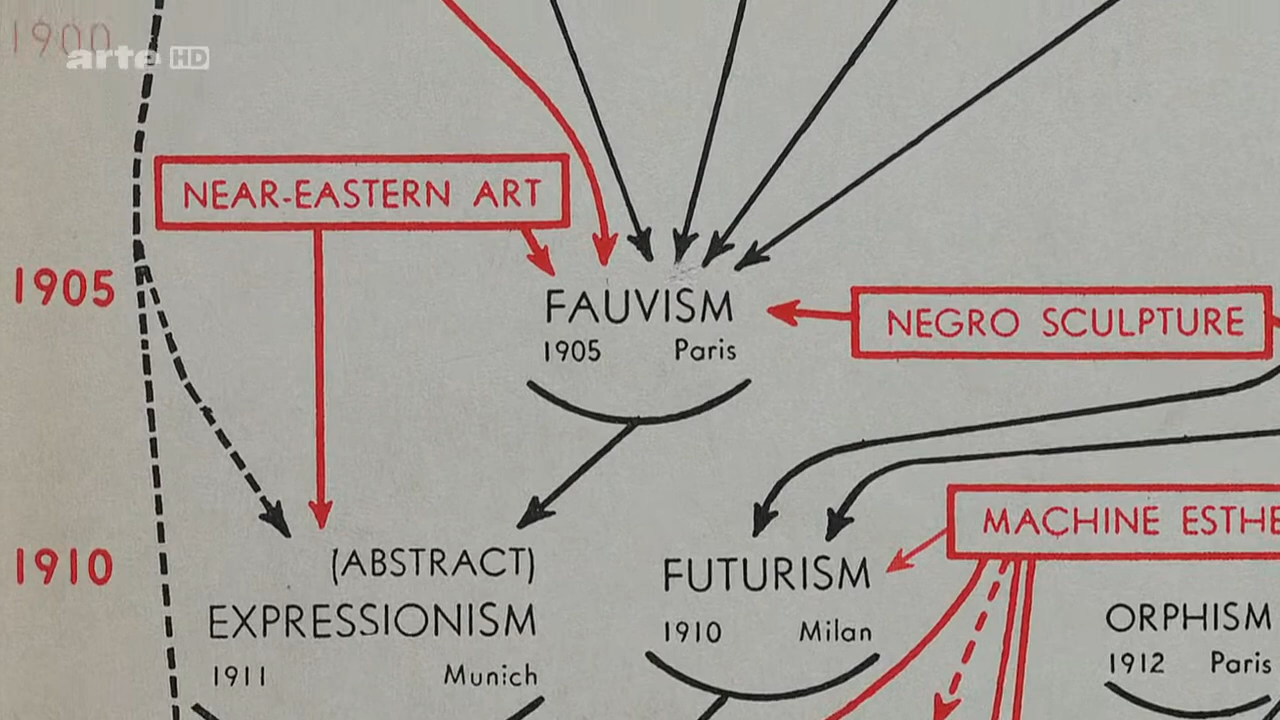 1900
arte HD
NEAR-EASTERN ART
1905
FAUVISM
1905 Paris
NEGRO SCULPTURE
MACHINE ESTHE
1910
(ABSTRACT)
EXPRESSIONISM
1911 Munich
FUTURISM
1910 Milan
ORPHISM
1912 Paris